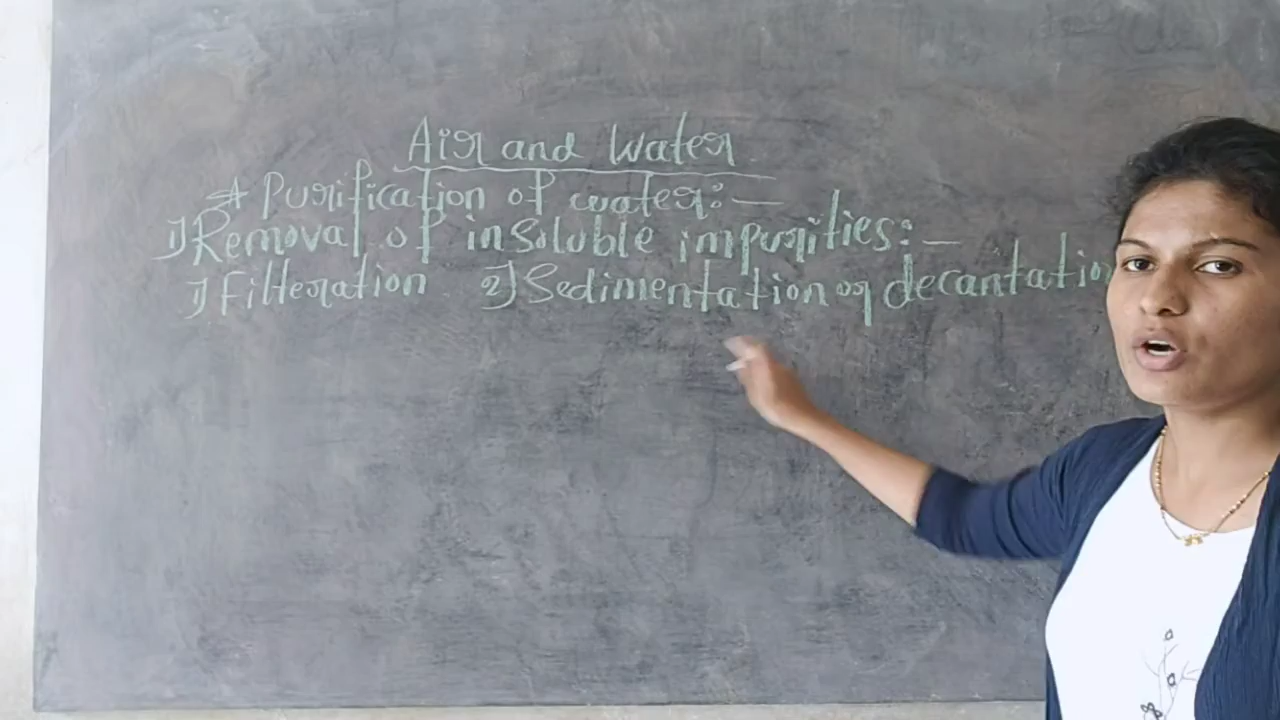 Air and Water
* Purification of water:-
1) Removal of insoluble impurities:-
1) Filteration 2) Sedimentation or decantation